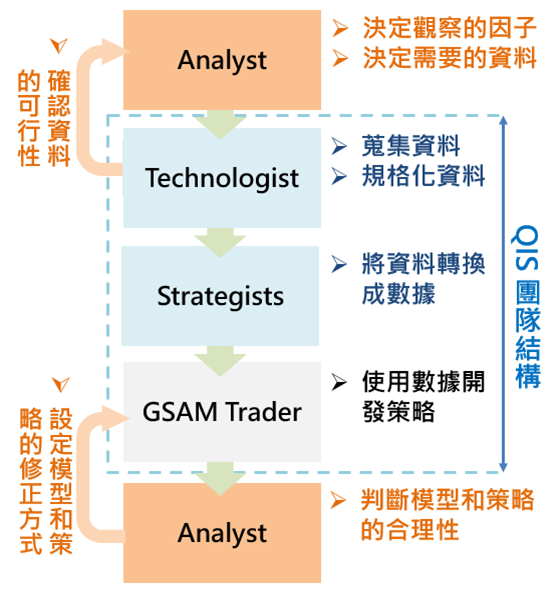 Analyst
➢ 決定觀察的因子
➢ 決定需要的資料
➢ 確認資料
的可行性
Technologist
➢ 蒐集資料
➢ 規格化資料
Strategists
➢ 將資料轉換
成數據
GSAM Trader
➢ 使用數據開
發策略
QIS 團隊結構
➢ 設定模型和策
略的修正方式
Analyst
➢ 判斷模型和策略
的合理性